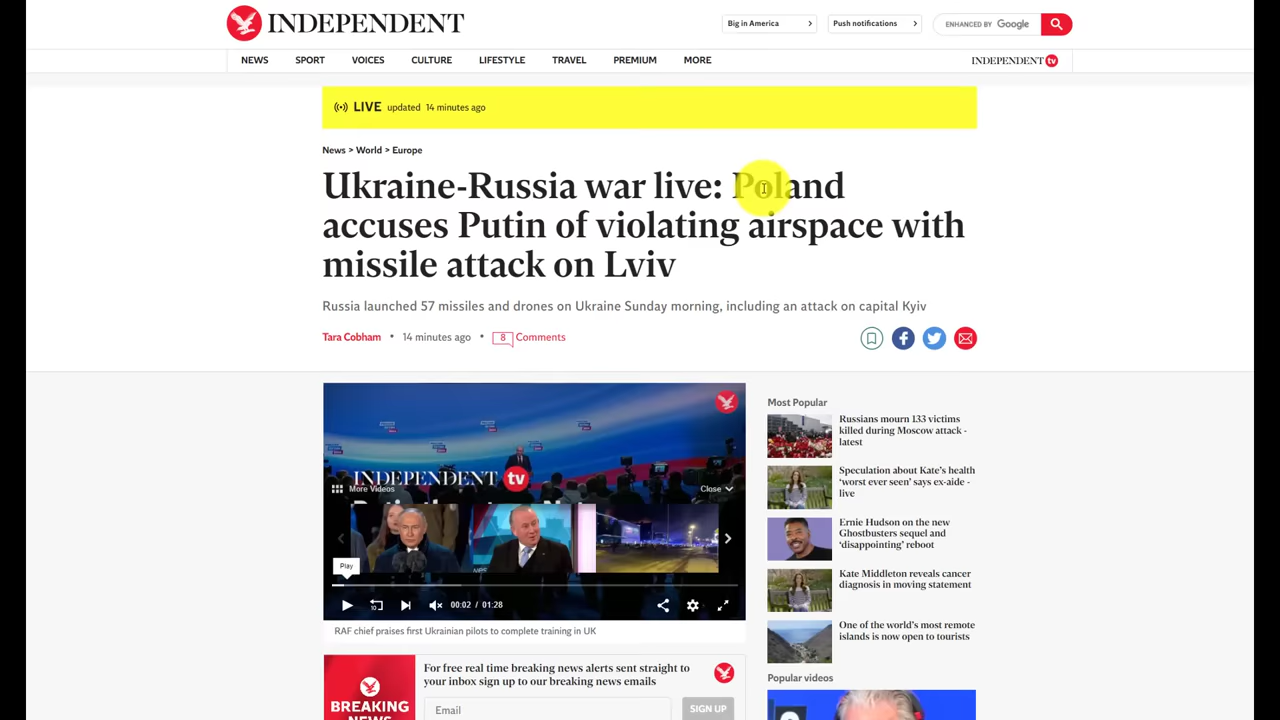 INDEPENDENT
Big in America
Push notifications
ENHANCED BY Google
NEWS SPORT VOICES CULTURE LIFESTYLE TRAVEL PREMIUM MORE
INDEPENDENT tv
LIVE updated 14 minutes ago
News > World > Europe
Ukraine-Russia war live: Poland
accuses Putin of violating airspace with
missile attack on Lviv
Russia launched 57 missiles and drones on Ukraine Sunday morning, including an attack on capital Kyiv
Tara Cobham • 14 minutes ago • 8 Comments
INDEPENDENT tv
More Videos
Close
Play
10
00:02 / 01:28
RAF chief praises first Ukrainian pilots to complete training in UK
For free real time breaking news alerts sent straight to
your inbox sign up to our breaking news emails
BREAKING
NEWS
Email
SIGN UP
Most Popular
Russians mourn 133 victims
killed during Moscow attack -
latest
Speculation about Kate's health
'worst ever seen' says ex-aide -
live
Ernie Hudson on the new
Ghostbusters sequel and
'disappointing' reboot
Kate Middleton reveals cancer
diagnosis in moving statement
One of the world's most remote
islands is now open to tourists
Popular videos